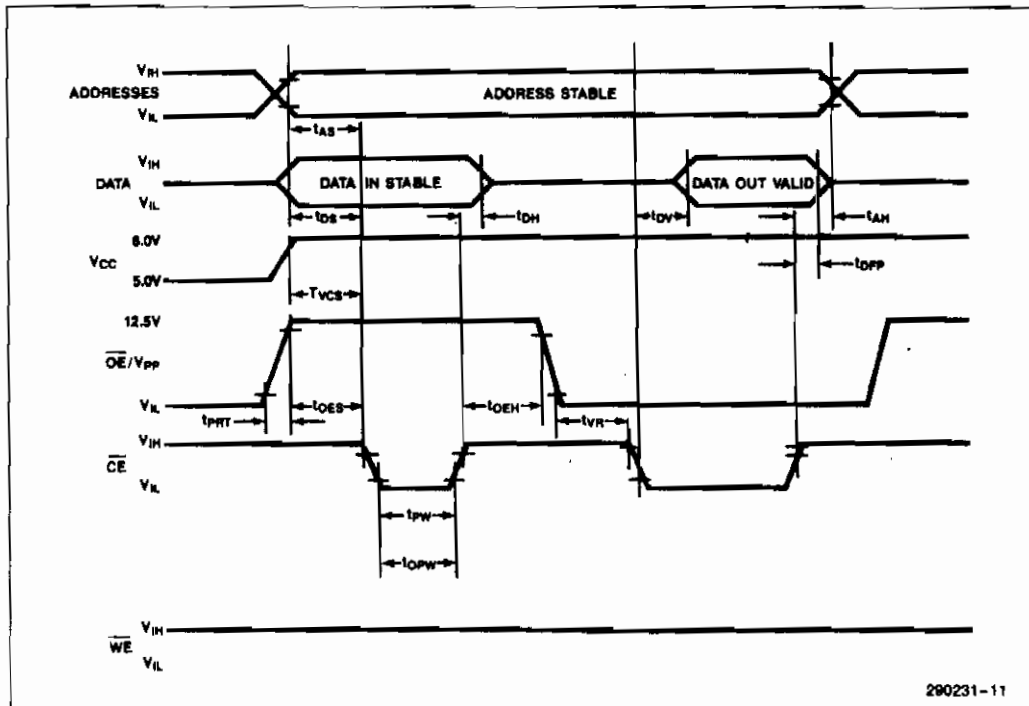 VIH
ADDRESSES
VIL
ADDRESS STABLE
tAS
VIH
DATA
VIL
DATA IN STABLE
DATA OUT VALID
tDS
tDH
tDV
tAH
6.0V
VCC
5.0V
tDFP
TVCS
12.5V
OE/VPP
VIL
tPRT
tOES
tOEH
tVR
VIH
CE
VIL
tPW
tOPW
VIH
WE
VIL
290231-11